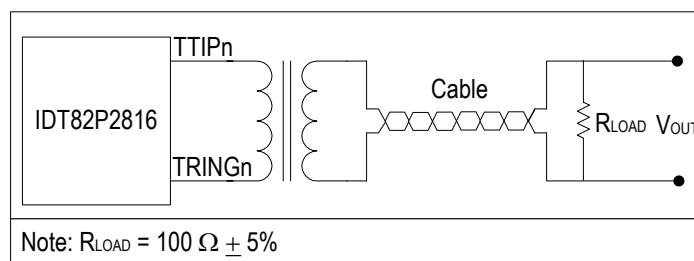 TTIPn
Cable
IDT82P2816
RLOAD VOUT
TRINGn
Note: RLOAD = 100 Ω ± 5%